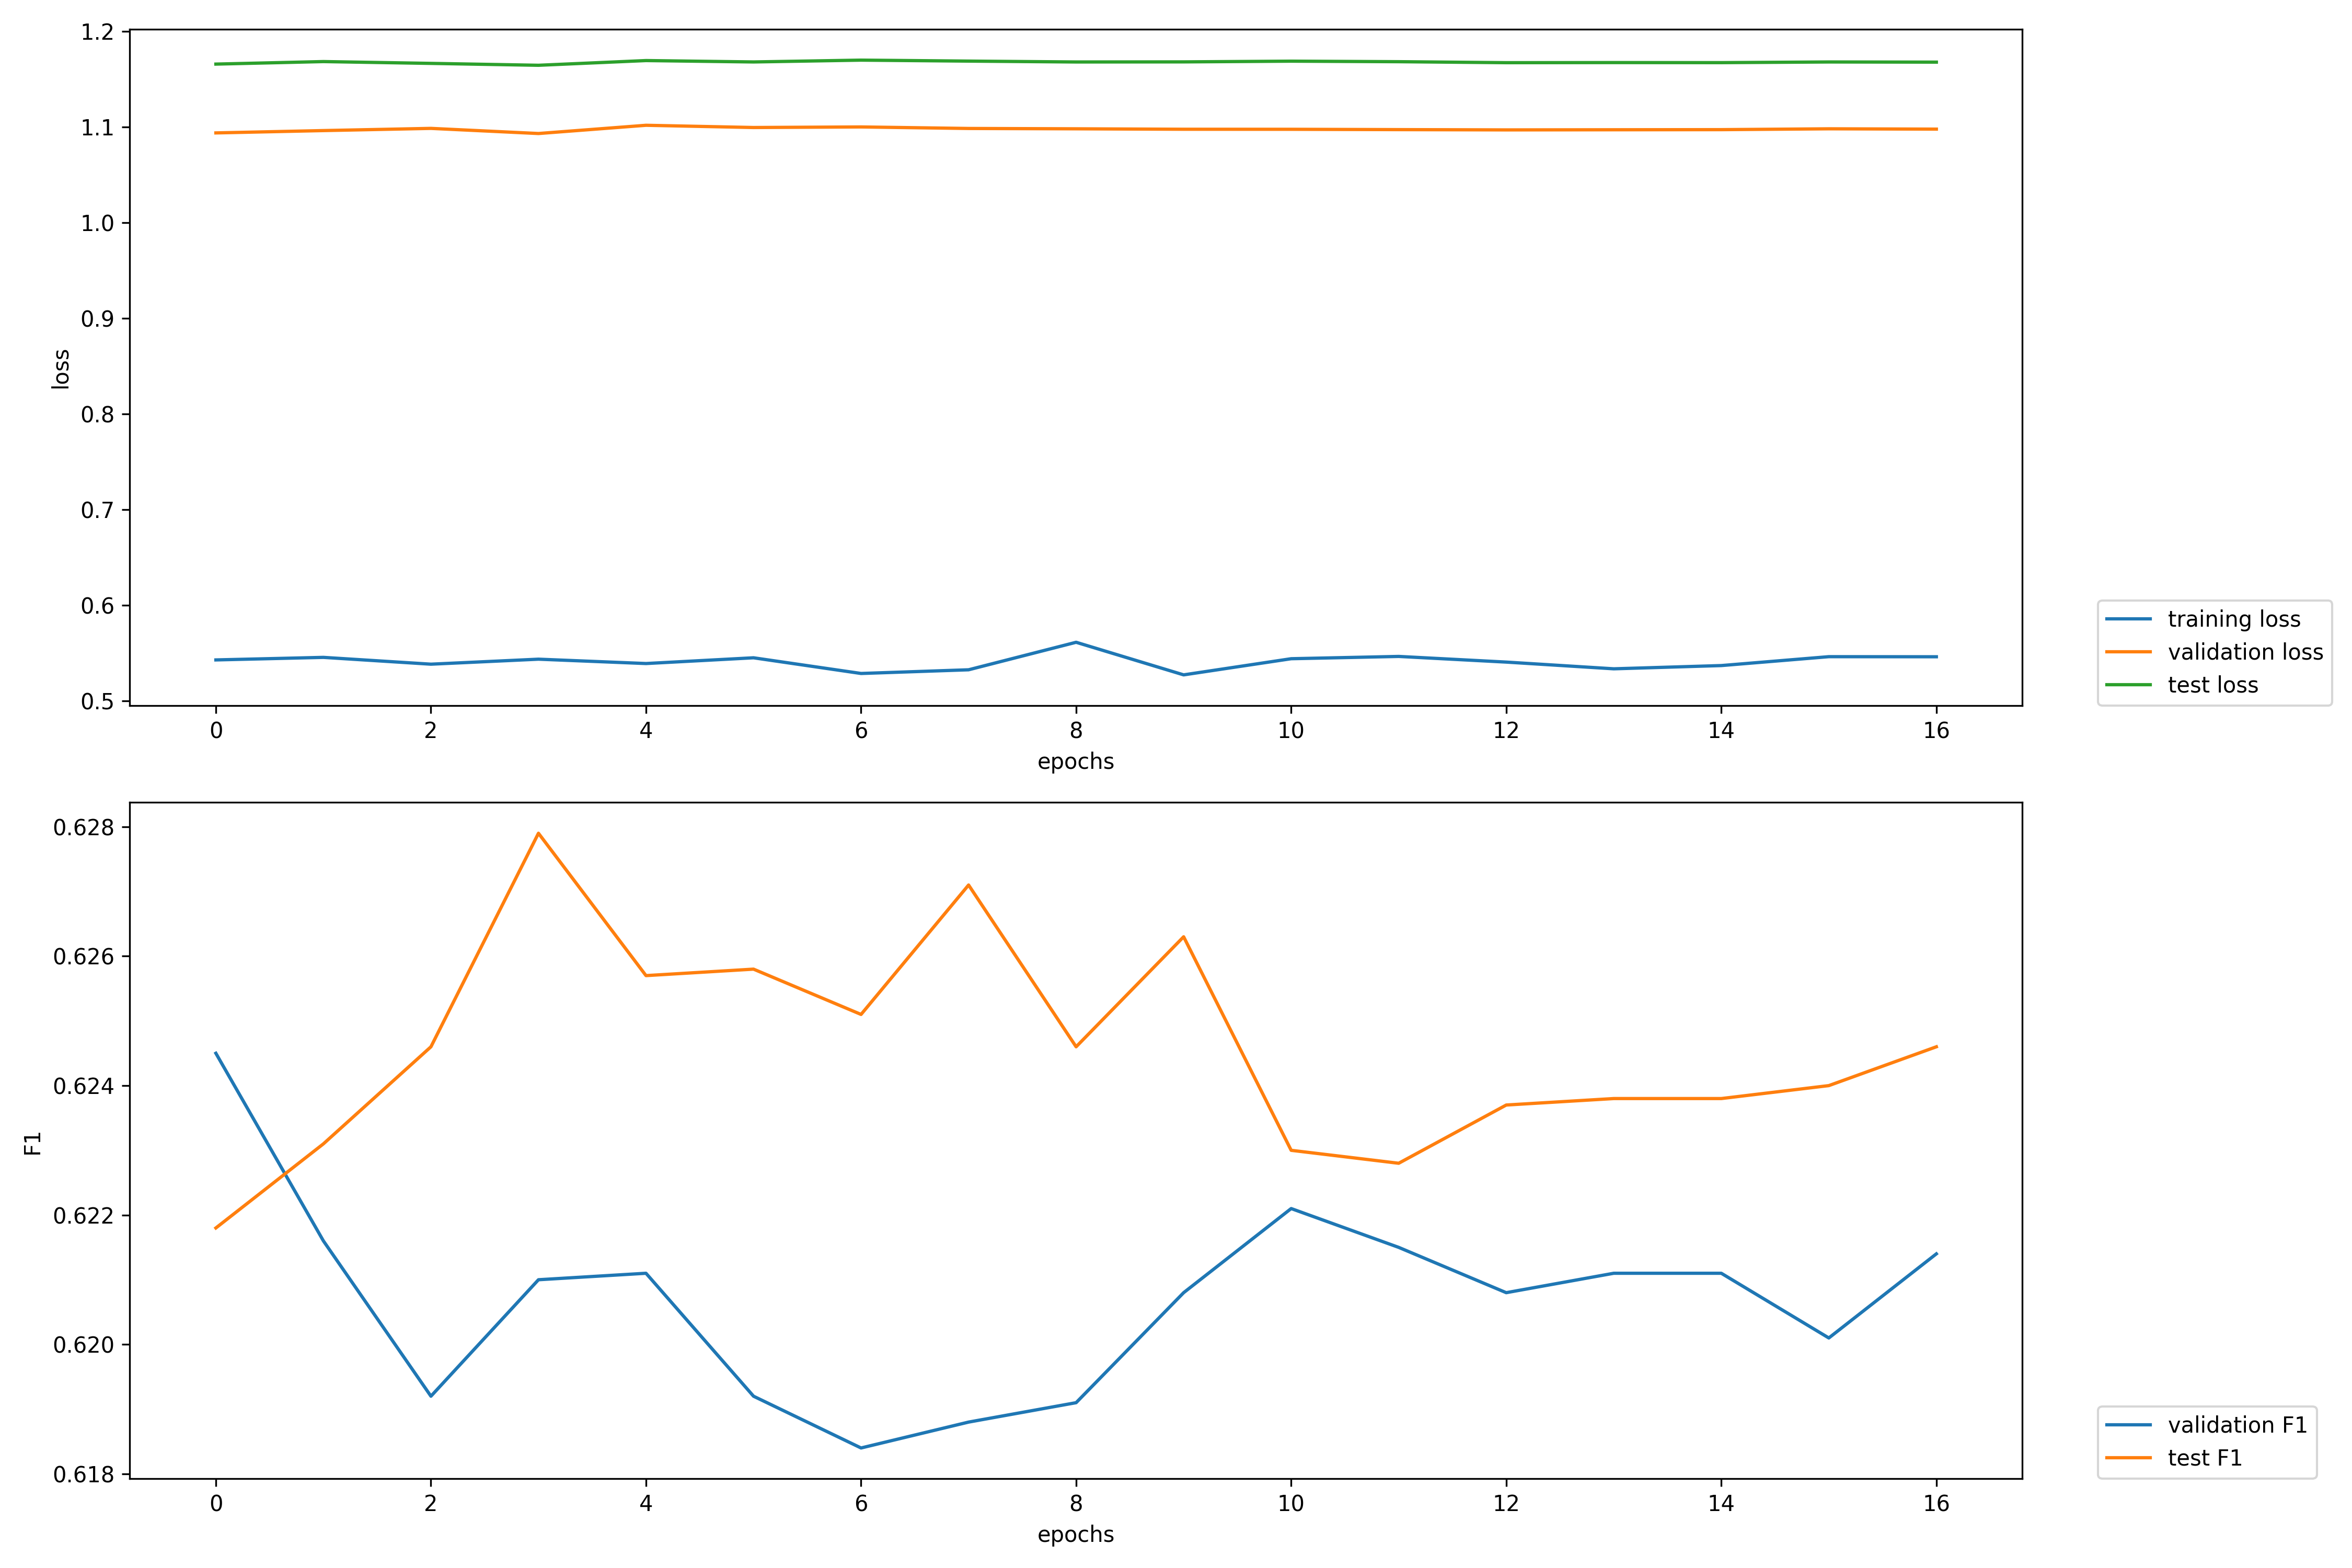 1.2
1.1
1.0
0.9
0.8
0.7
0.6
0.5
loss
0 2 4 6 8 10 12 14 16
epochs
training loss
validation loss
test loss
0.628
0.626
0.624
0.622
0.620
0.618
F1
0 2 4 6 8 10 12 14 16
epochs
validation F1
test F1